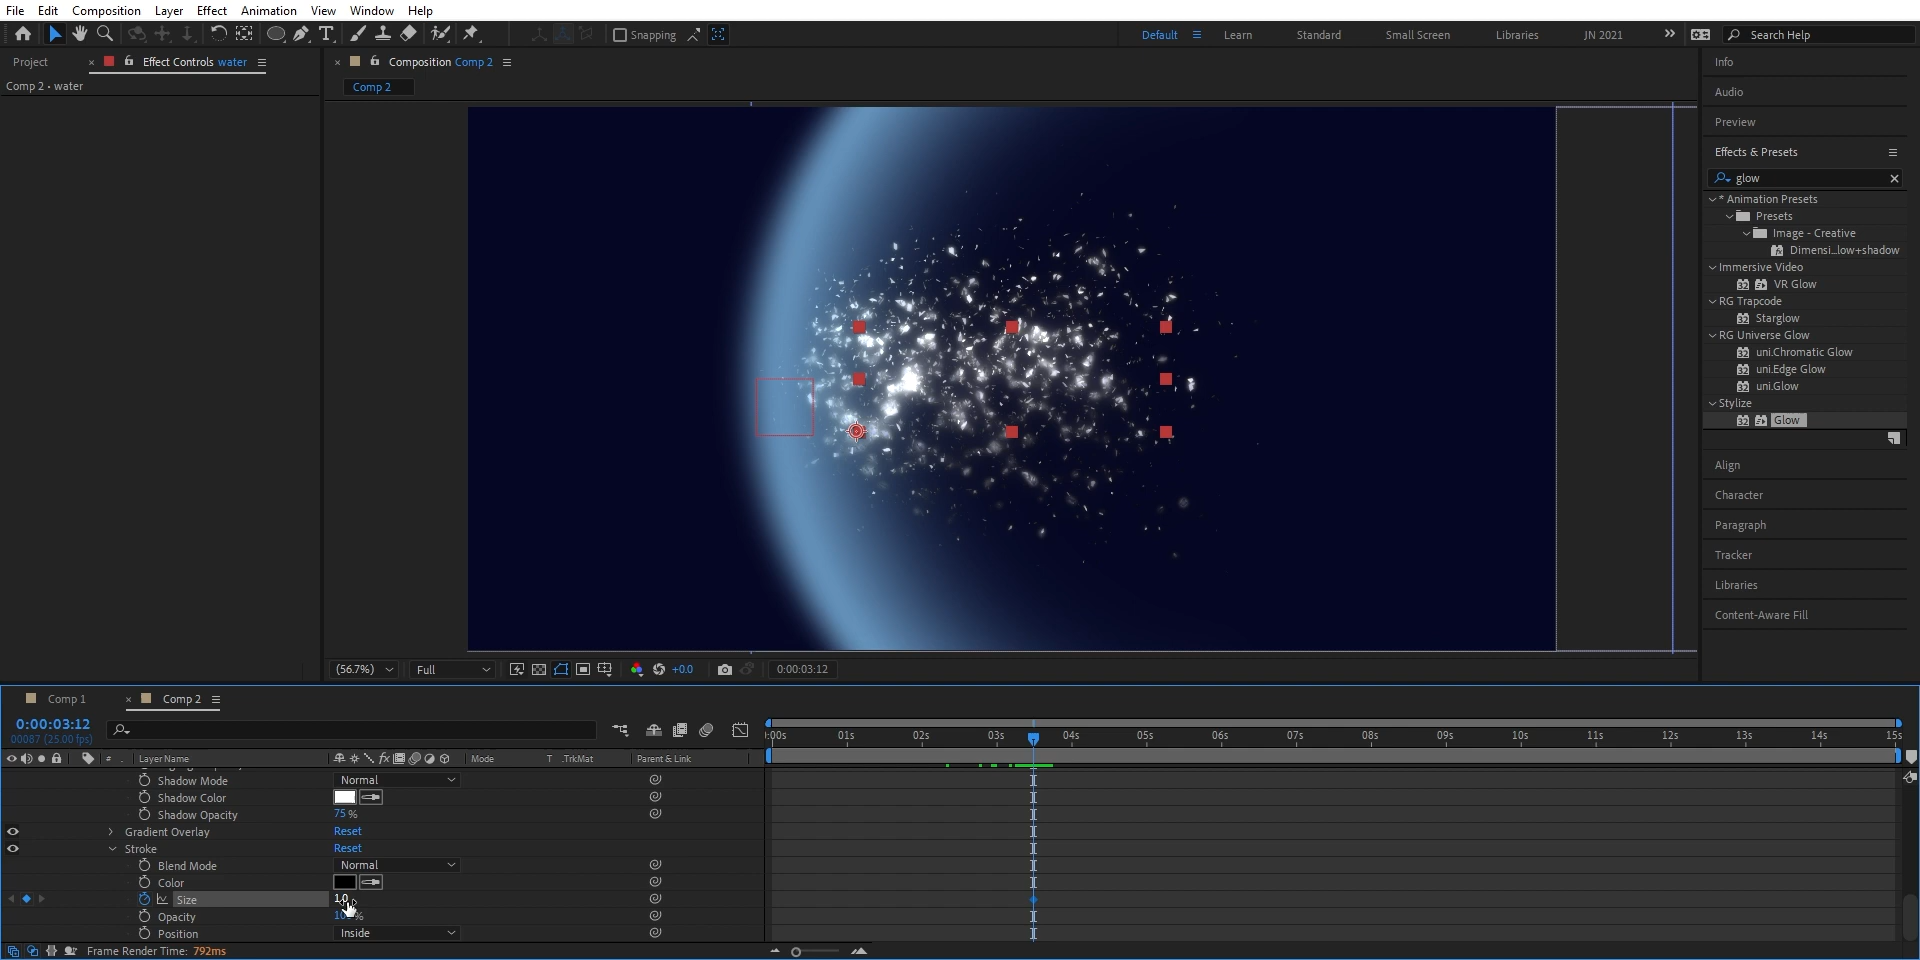 File Edit Composition Layer Effect Animation View Window Help
Snapping
Default Learn Standard Small Screen Libraries JN 2021 Search Help
Project
Effect Controls water
Comp 2 • water
Composition Comp 2
Comp 2
(56.7%) Full +0.0 0:00:03:12
Info
Audio
Preview
Effects & Presets
glow
* Animation Presets
Presets
Image - Creative
Dimensi...low+shadow
Immersive Video
VR Glow
RG Trapcode
Starglow
RG Universe Glow
uni.Chromatic Glow
uni.Edge Glow
uni.Glow
Stylize
Glow
Align
Character
Paragraph
Tracker
Libraries
Content-Aware Fill
Comp 1 Comp 2
0:00:03:12
00087 (25.00 fps)
# Layer Name Mode T .TrkMat Parent & Link
:00s 01s 02s 03s 04s 05s 06s 07s 08s 09s 10s 11s 12s 13s 14s 15s
Shadow Mode Normal
Shadow Color
Shadow Opacity 75 %
Gradient Overlay Reset
Stroke Reset
Blend Mode Normal
Color
Size 1.0
Opacity %
Position Inside
Frame Render Time: 792ms